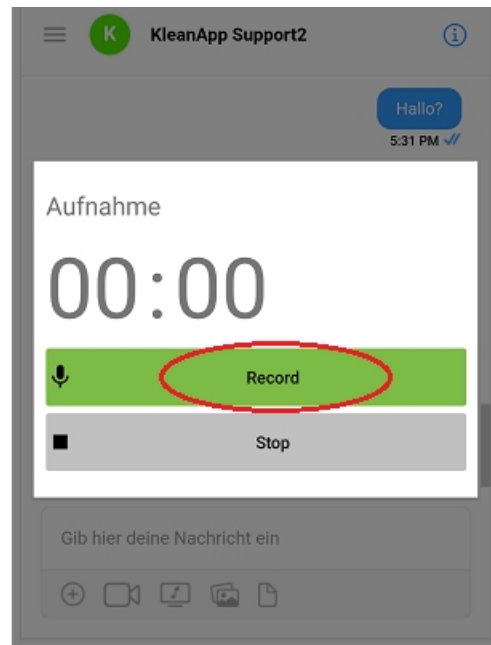 K KleanApp Support2
Hallo?
5:31 PM
Aufnahme
00:00
Record
Stop
Gib hier deine Nachricht ein